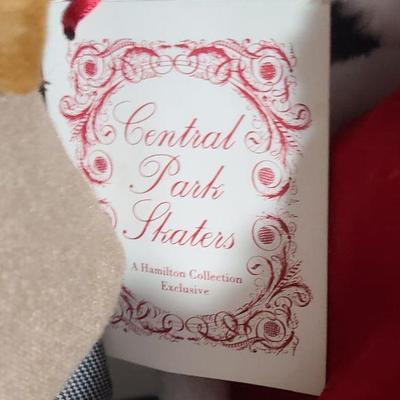 Central
Park
Skaters
A Hamilton Collection
Exclusive